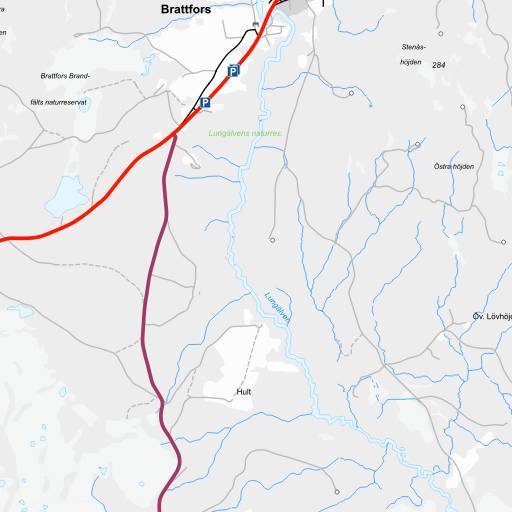 Brattfors
Stenås-
höjden
284
Brattfors Brand-
fälts naturreservat
P
P
Lungälvens naturres.
Östra höjden
Lungälven
Öv. Lövhöjd
Hult